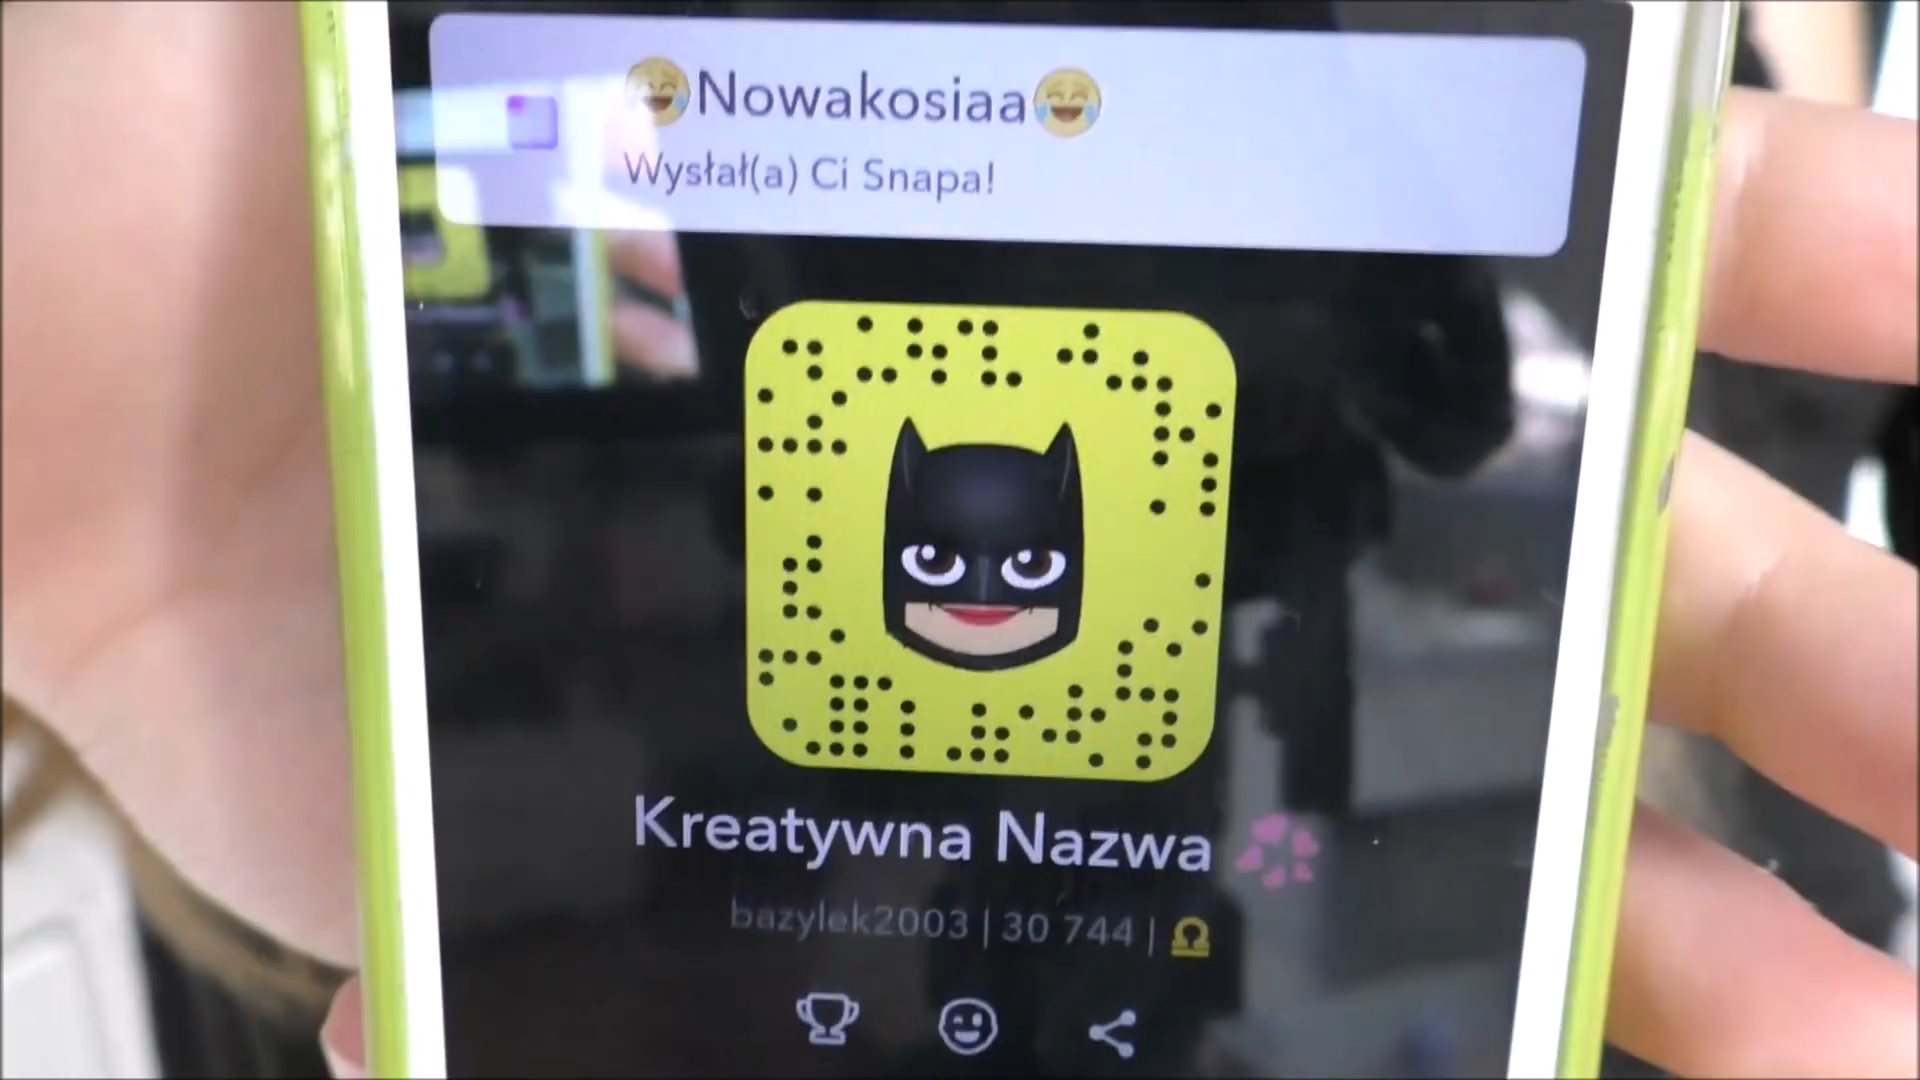 😂Nowakosiaa😂
Wysłał(a) Ci Snapa!
Kreatywna Nazwa
bazylek2003 | 30 744 | ♎